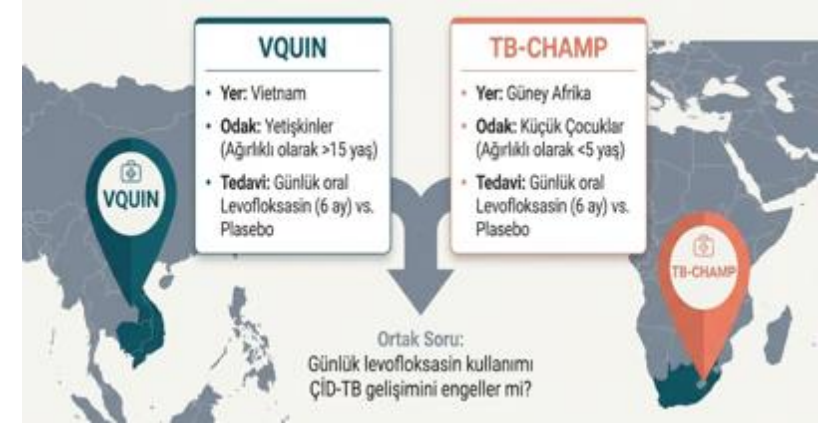 VQUIN
• Yer: Vietnam
• Odak: Yetişkinler
(Ağırlıklı olarak >15 yaş)
• Tedavi: Günlük oral
Levofloksasin (6 ay) vs.
Plasebo
TB-CHAMP
• Yer: Güney Afrika
• Odak: Küçük Çocuklar
(Ağırlıklı olarak <5 yaş)
• Tedavi: Günlük oral
Levofloksasin (6 ay) vs.
Plasebo
VQUIN
TB-CHAMP
Ortak Soru:
Günlük levofloksasin kullanımı
ÇİD-TB gelişimini engeller mi?